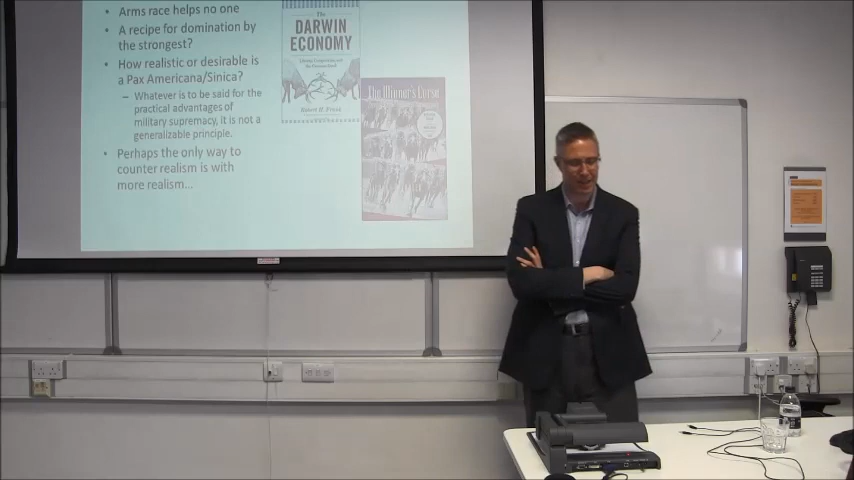 • Arms race helps no one
• A recipe for domination by
the strongest?
• How realistic or desirable is
a Pax Americana/Sinica?
– Whatever is to be said for the
practical advantages of
military supremacy, it is not a
generalizable principle.
• Perhaps the only way to
counter realism is with
more realism...
The
DARWIN
ECONOMY
Robert H. Frank
The Winner's Curse